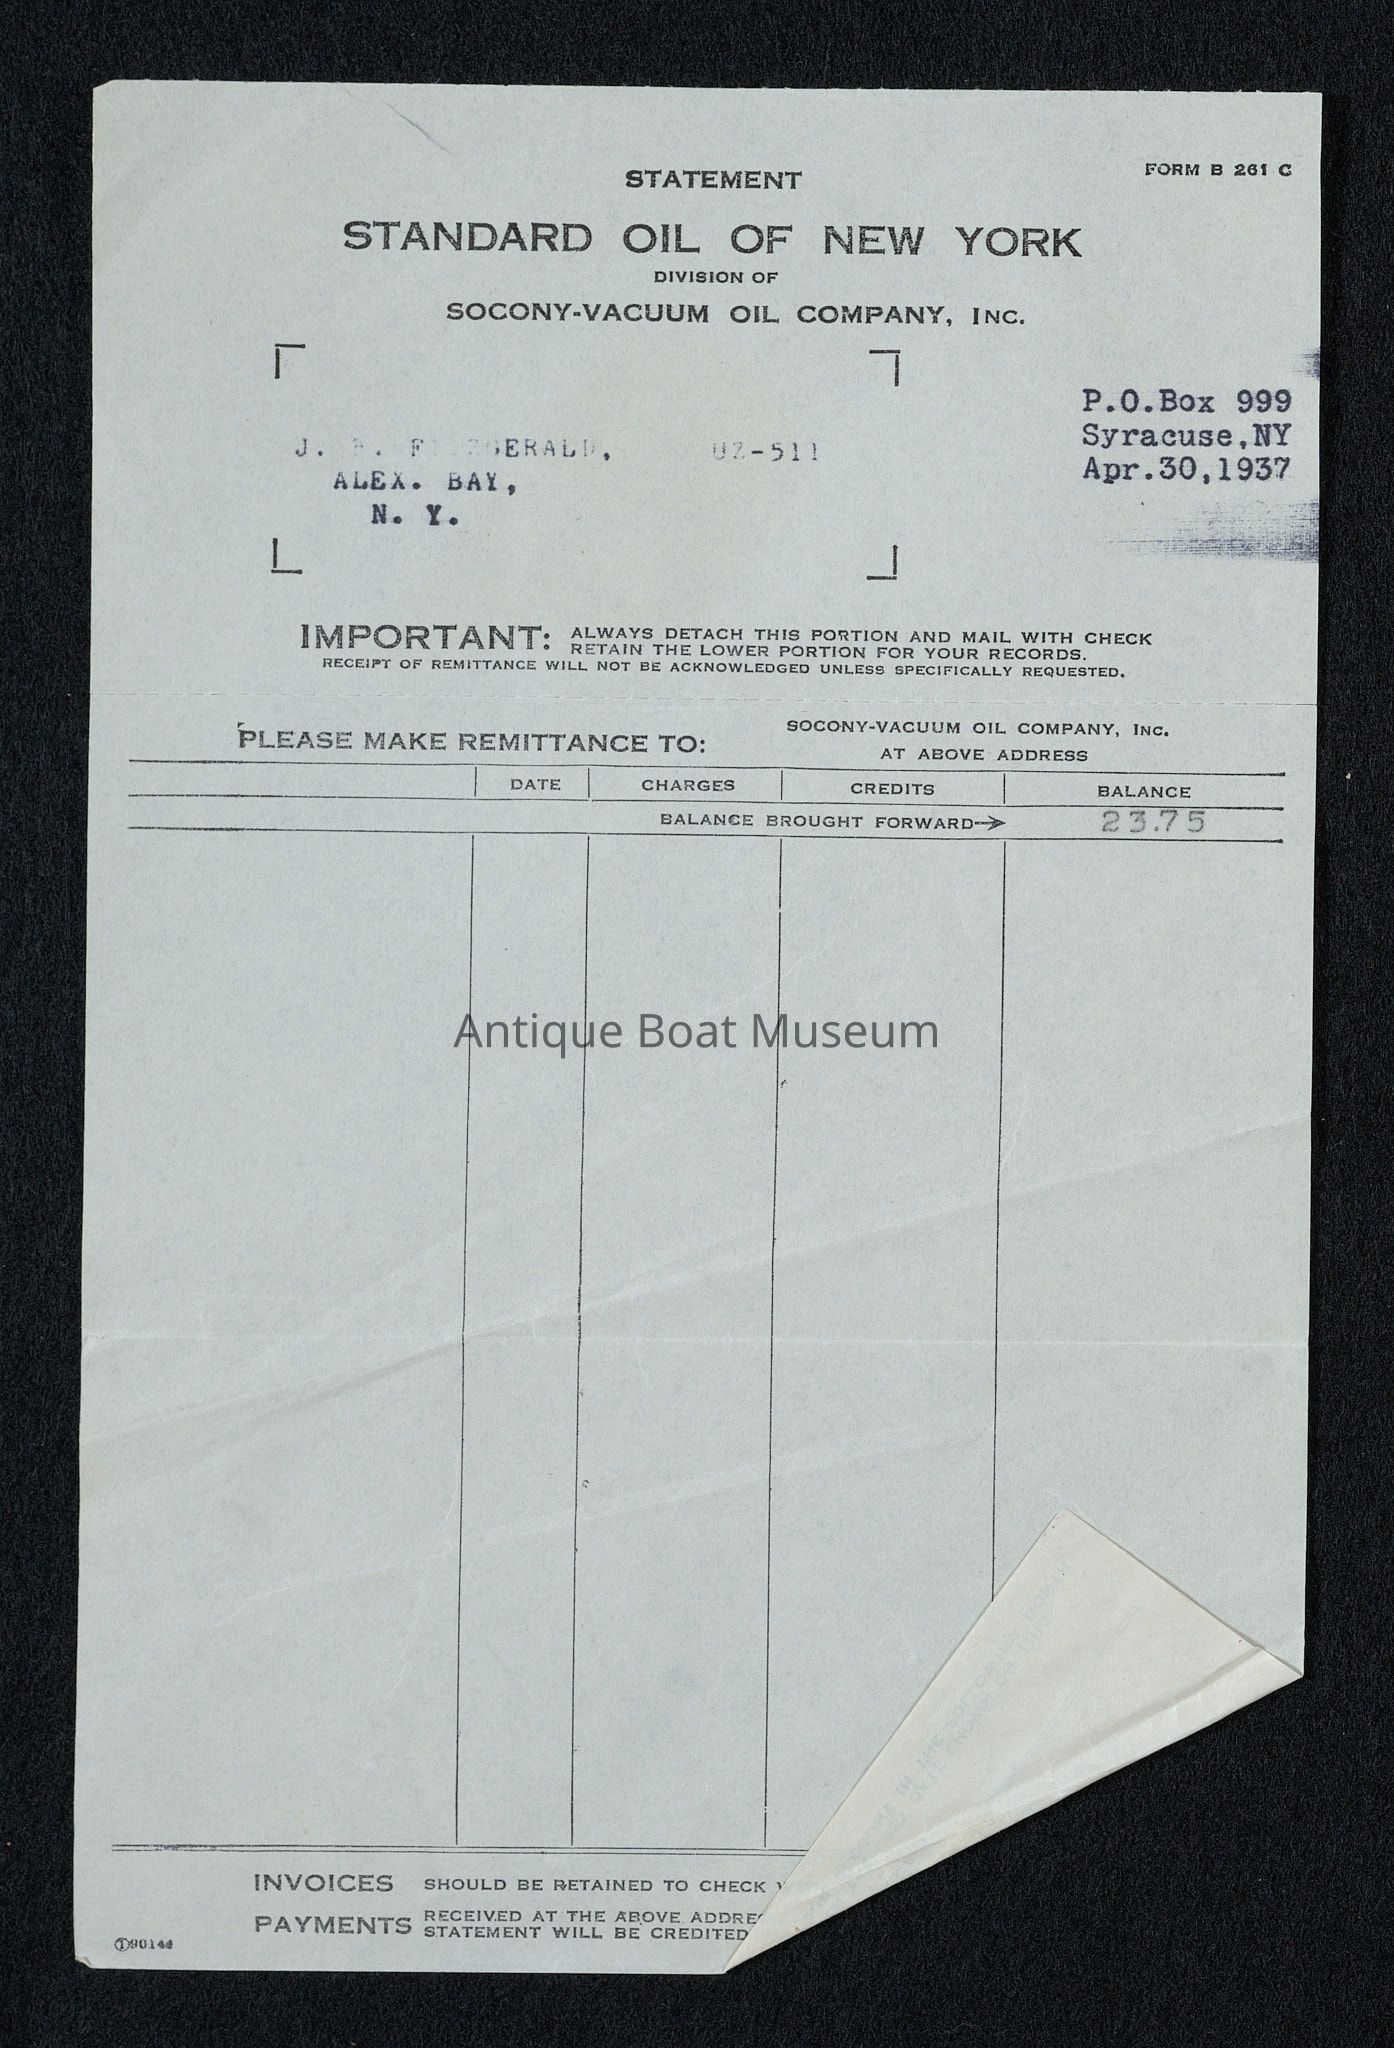 STATEMENT
FORM B 261 C
STANDARD OIL OF NEW YORK
DIVISION OF
SOCONY-VACUUM OIL COMPANY, INC.
P.O.Box 999
Syracuse,NY
Apr.30,1937
J. GERALD, UZ-511
ALEX. BAY,
N. Y.
IMPORTANT: ALWAYS DETACH THIS PORTION AND MAIL WITH CHECK
RETAIN THE LOWER PORTION FOR YOUR RECORDS.
RECEIPT OF REMITTANCE WILL NOT BE ACKNOWLEDGED UNLESS SPECIFICALLY REQUESTED.
PLEASE MAKE REMITTANCE TO: SOCONY-VACUUM OIL COMPANY, INC.
AT ABOVE ADDRESS
DATE CHARGES CREDITS BALANCE
BALANCE BROUGHT FORWARD→ 23.75
Antique Boat Museum
INVOICES SHOULD BE RETAINED TO CHECK
PAYMENTS RECEIVED AT THE ABOVE ADDRES
STATEMENT WILL BE CREDITED